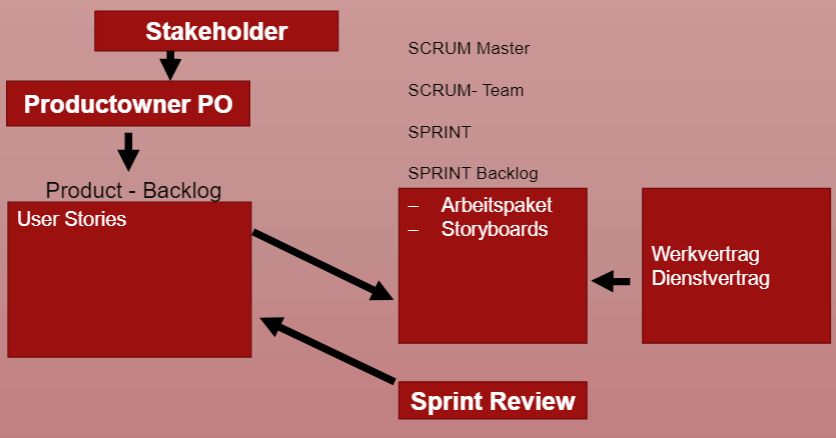 Stakeholder
Productowner PO
Product - Backlog
User Stories
SCRUM Master
SCRUM- Team
SPRINT
SPRINT Backlog
– Arbeitspaket
– Storyboards
Werkvertrag
Dienstvertrag
Sprint Review